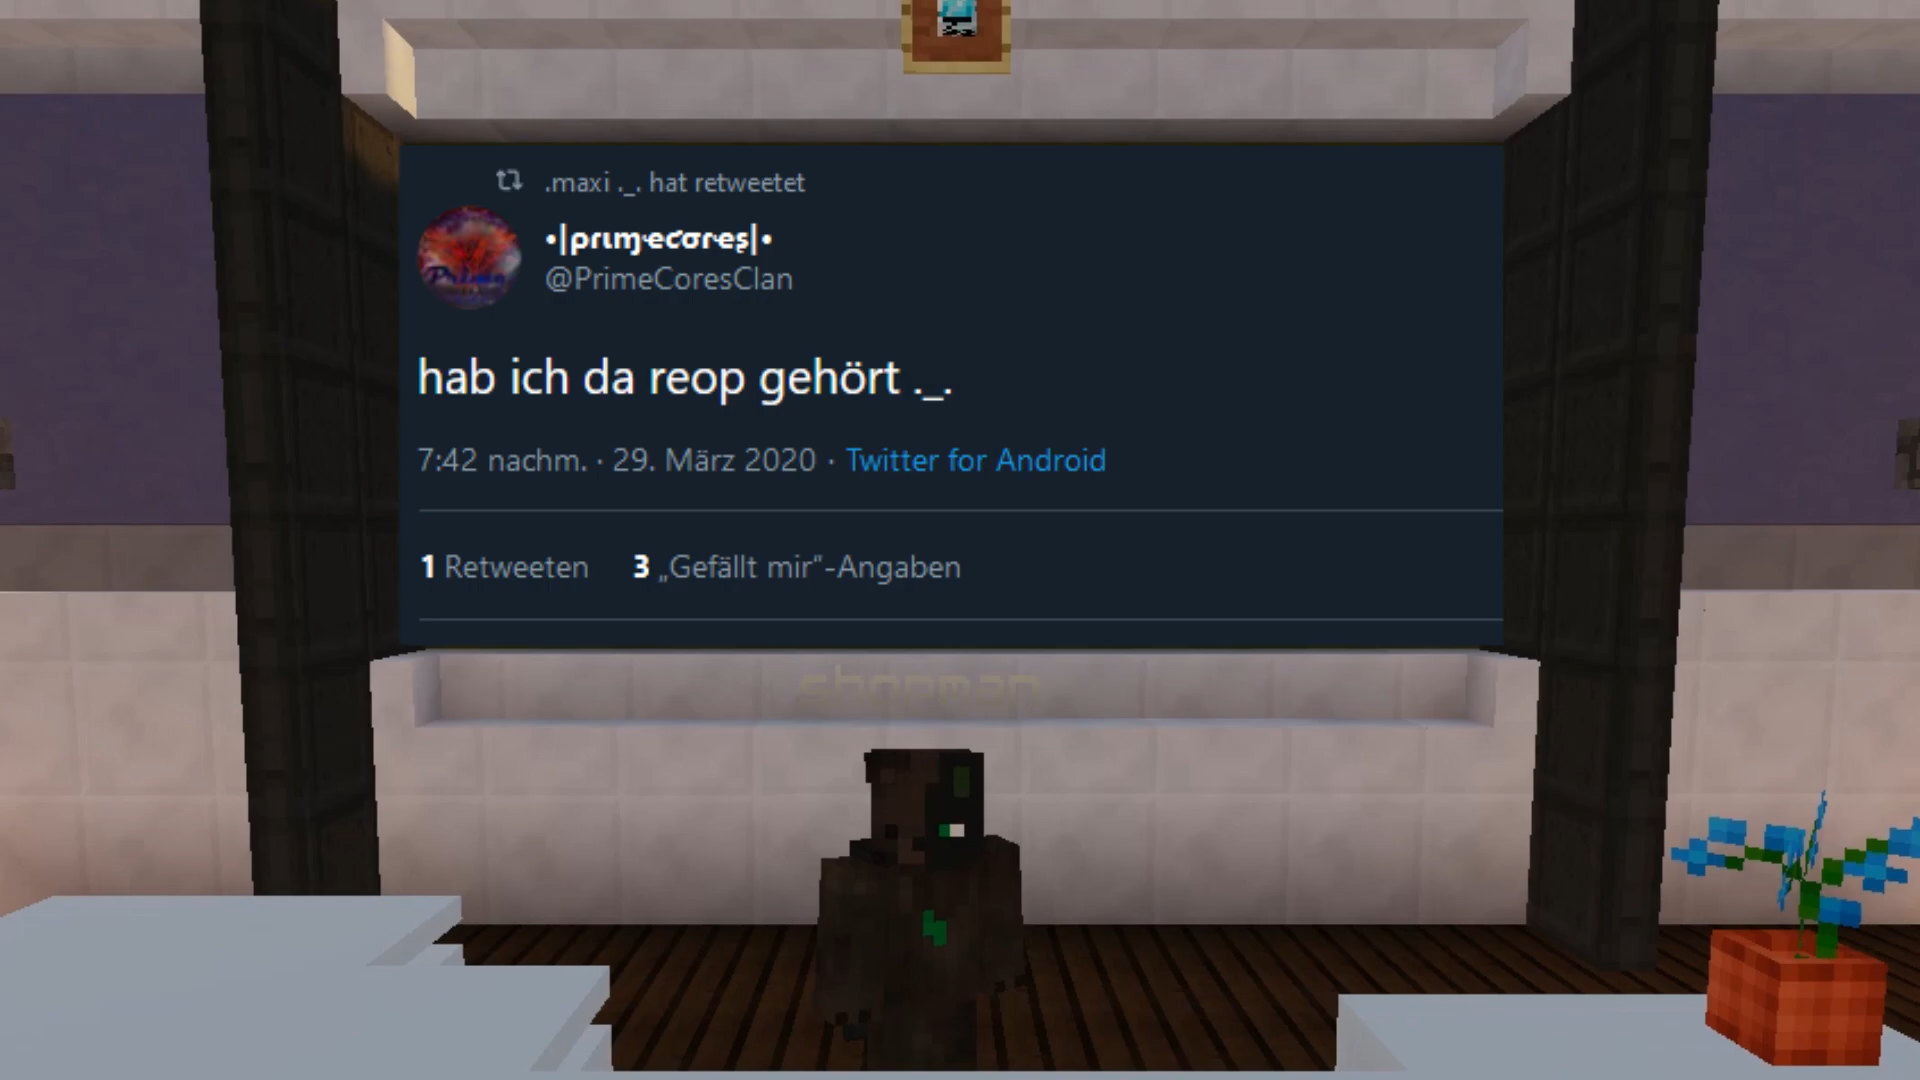 .maxi ._. hat retweetet
•|ρɾιɱҽƈσɾҽʂ|•
@PrimeCoresClan
hab ich da reop gehört ._.
7:42 nachm. · 29. März 2020 · Twitter for Android
1 Retweeten 3 „Gefällt mir“-Angaben